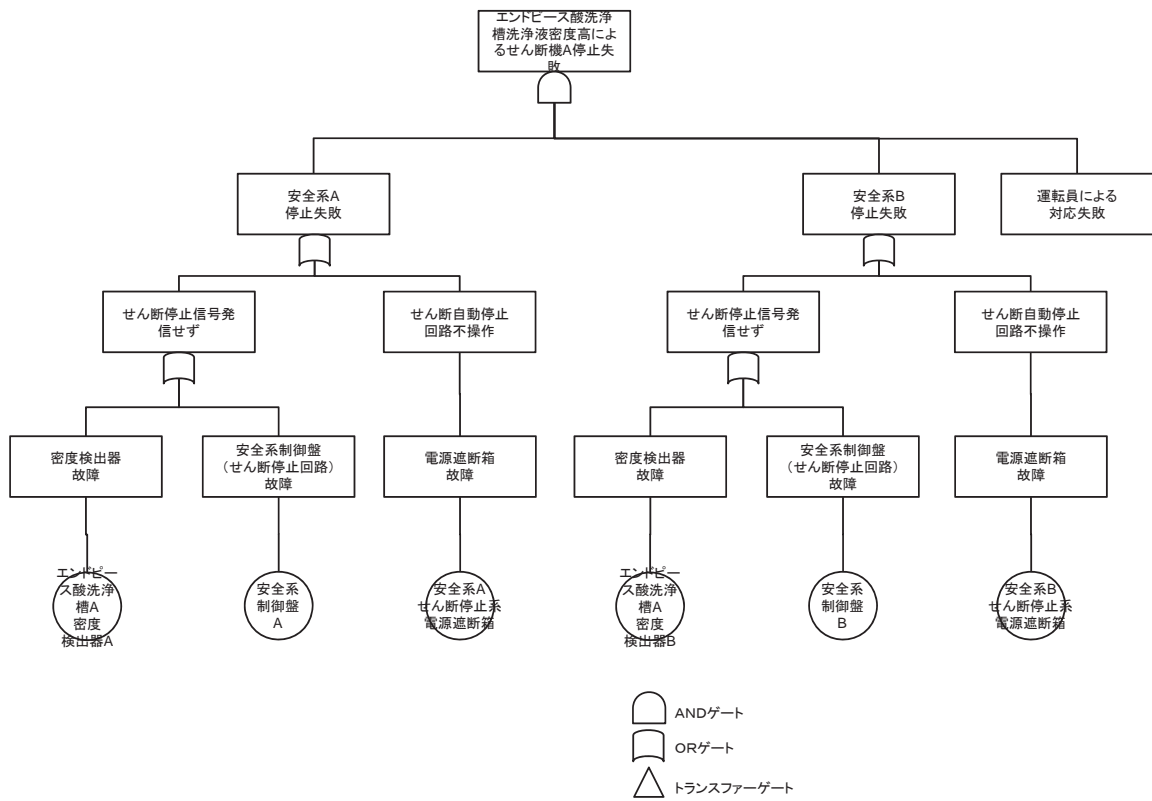 エンドピース酸洗浄
槽洗浄液密度高によ
るせん断機A停止失
敗
安全系A
停止失敗
安全系B
停止失敗
運転員による
対応失敗
せん断停止信号発
信せず
せん断自動停止
回路不操作
せん断停止信号発
信せず
せん断自動停止
回路不操作
密度検出器
故障
安全系制御盤
（せん断停止回路）
故障
電源遮断箱
故障
密度検出器
故障
安全系制御盤
（せん断停止回路）
故障
電源遮断箱
故障
エンドピー
ス酸洗浄
槽A
密度
検出器A
安全系
制御盤
A
安全系A
せん断停止系
電源遮断箱
エンドピー
ス酸洗浄
槽A
密度
検出器B
安全系
制御盤
B
安全系B
せん断停止系
電源遮断箱
ANDゲート
ORゲート
トランスファーゲート